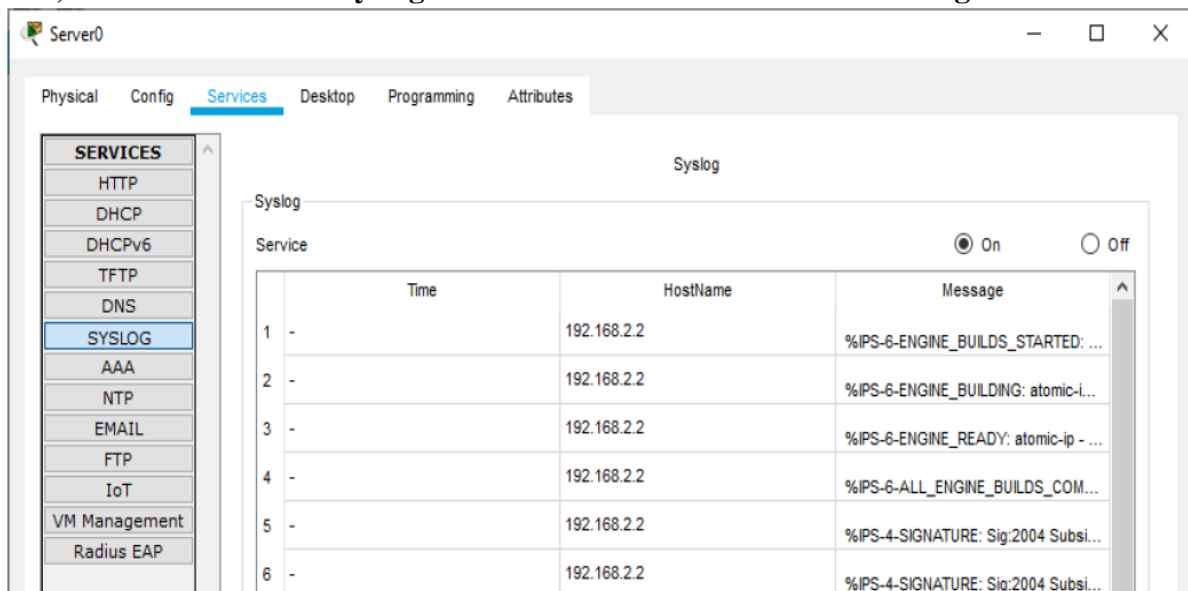 Server0
Physical Config Services Desktop Programming Attributes
SERVICES
HTTP
DHCP
DHCPv6
TFTP
DNS
SYSLOG
AAA
NTP
EMAIL
FTP
IoT
VM Management
Radius EAP
Syslog
Syslog
Service On Off
Time HostName Message
1 - 192.168.2.2 %IPS-6-ENGINE_BUILDS_STARTED: ...
2 - 192.168.2.2 %IPS-6-ENGINE_BUILDING: atomic-i...
3 - 192.168.2.2 %IPS-6-ENGINE_READY: atomic-ip - ...
4 - 192.168.2.2 %IPS-6-ALL_ENGINE_BUILDS_COM...
5 - 192.168.2.2 %IPS-4-SIGNATURE: Sig:2004 Subsi...
6 - 192.168.2.2 %IPS-4-SIGNATURE: Sig:2004 Subsi...